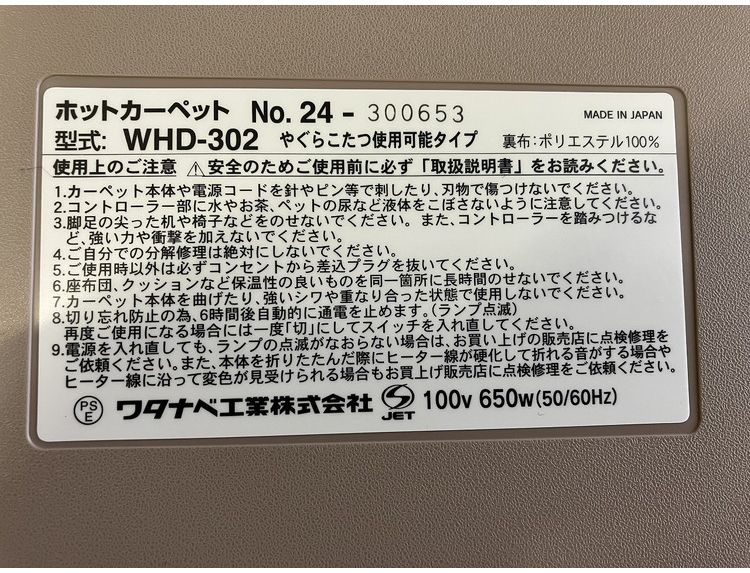 ホットカーペット No. 24 - 300653 MADE IN JAPAN
型式: WHD-302 やぐらこたつ使用可能タイプ 裏布:ポリエステル100%
使用上のご注意 ⚠安全のためご使用前に必ず「取扱説明書」をお読みください。
1.カーペット本体や電源コードを針やピン等で刺したり、刃物で傷つけないでください。
2.コントローラー部に水やお茶、ペットの尿など液体をこぼさないように注意してください。
3.脚足の尖った机や椅子などをのせないでください。また、コントローラーを踏みつけるな
ど、強い力や衝撃を加えないでください。
4.ご自分での分解修理は絶対にしないでください。
5.ご使用時以外は必ずコンセントから差込プラグを抜いてください。
6.座布団、クッションなど保温性の良いものを同一箇所に長時間のせないでください。
7.カーペット本体を曲げたり、強いシワや重なり合った状態で使用しないでください。
8.切り忘れ防止の為、6時間後自動的に通電を止めます。(ランプ点滅)
再度ご使用になる場合には一度「切」にしてスイッチを入れ直してください。
9.電源を入れ直しても、ランプの点滅がなおらない場合は、お買い上げの販売店に点検修理を
ご依頼ください。また、本体を折りたたんだ際にヒーター線が硬化して折れる音がする場合や
ヒーター線に沿って変色が見受けられる場合もお買上げ販売店に点検修理をご依頼ください。
PS
E ワタナベ工業株式会社 JET 100v 650w(50/60Hz)